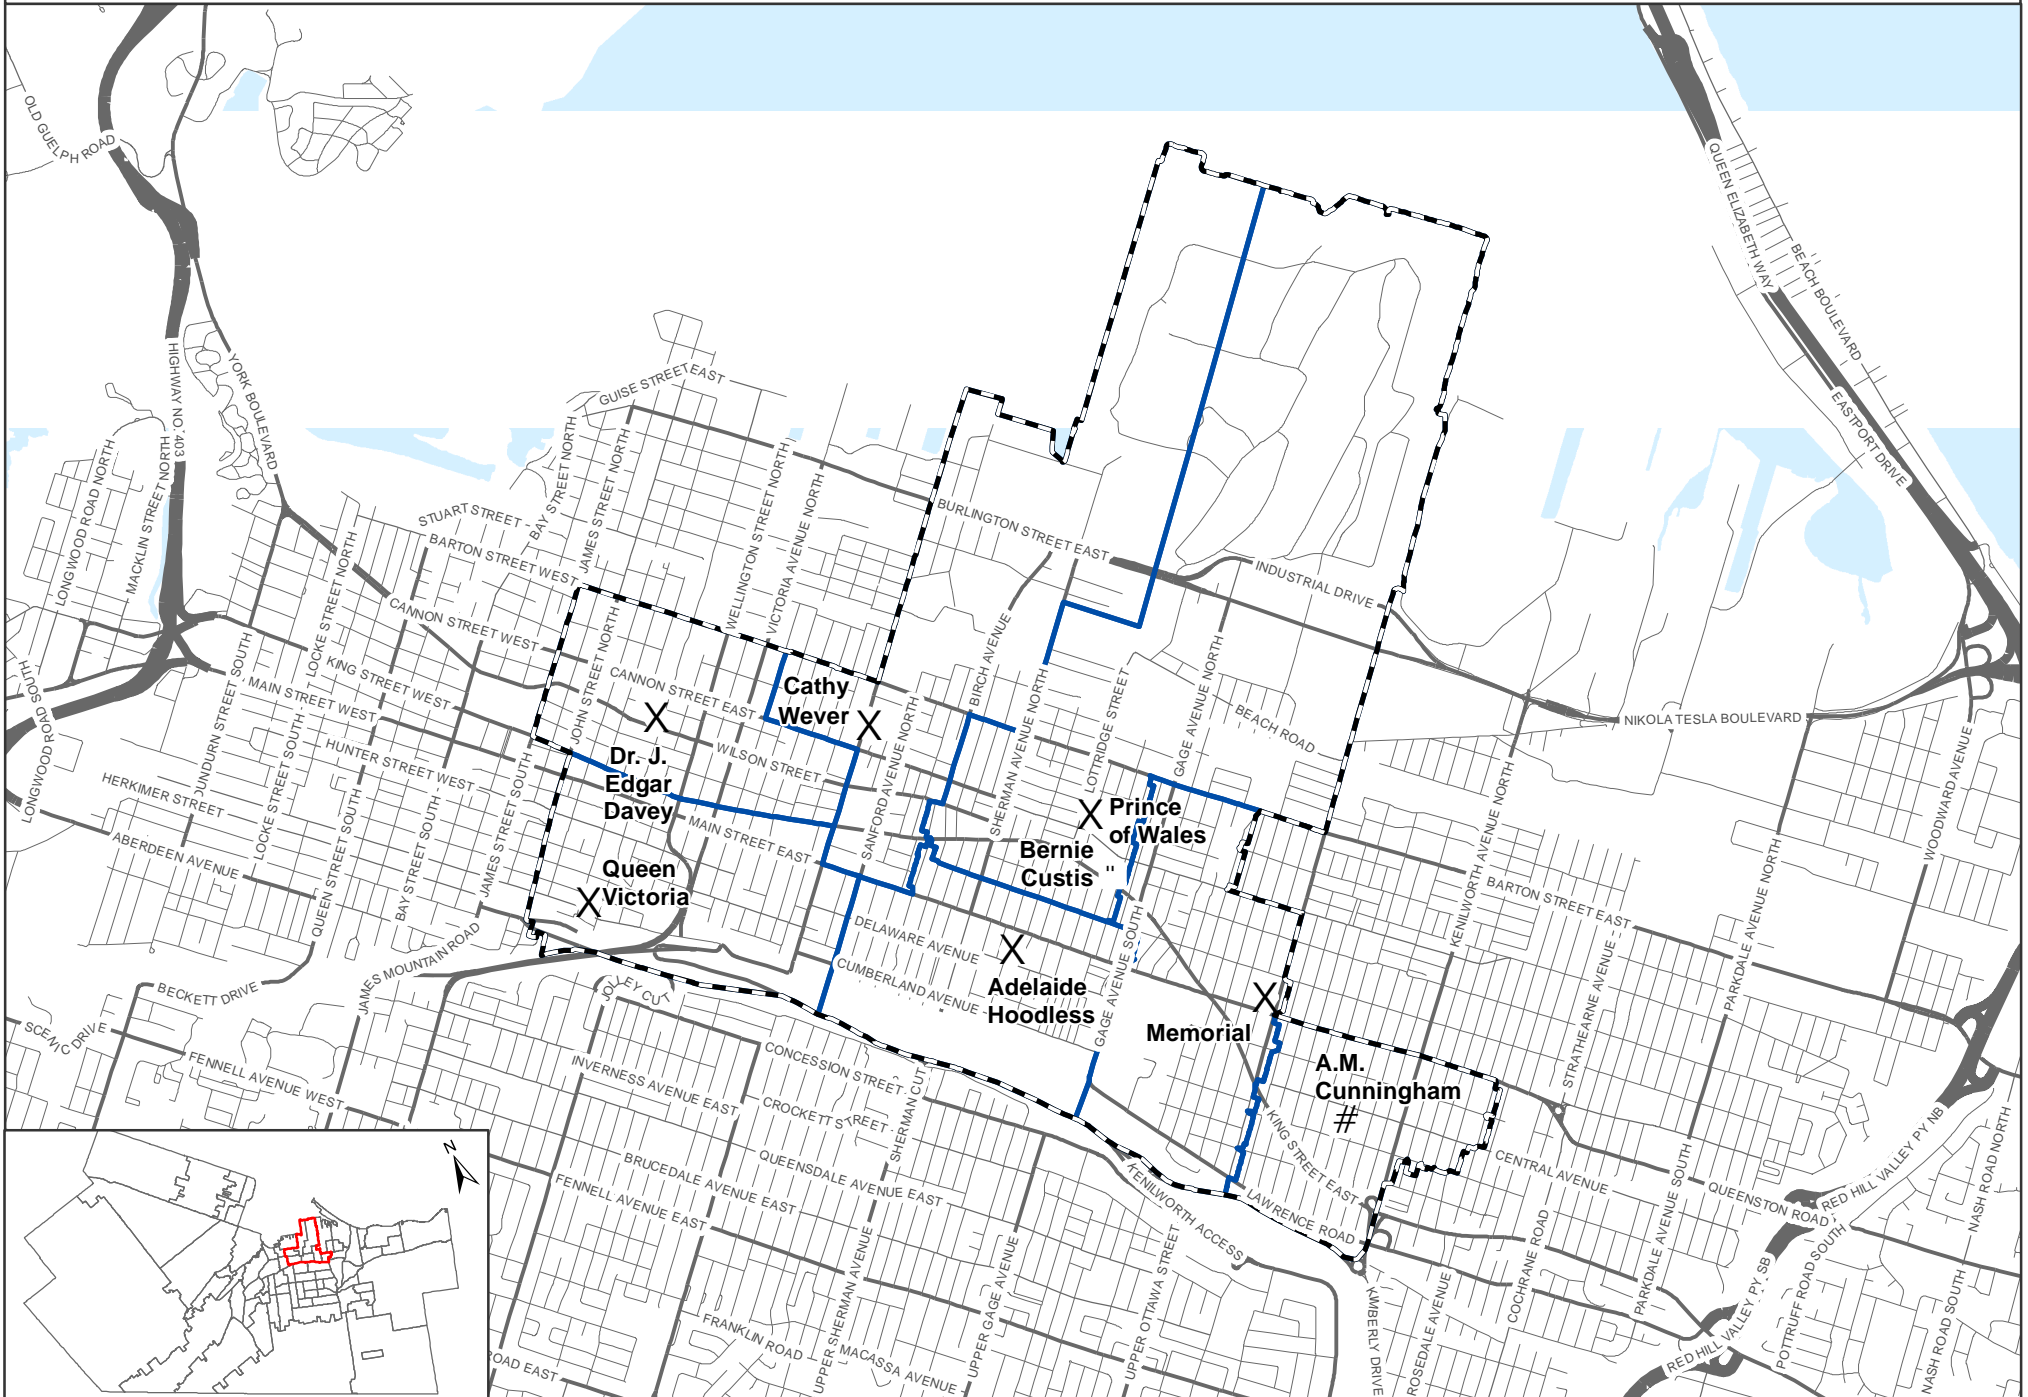 OLD GUELPH ROAD
QUEEN ELIZABETH WAY
BEACH BOULEVARD
EASTPORT DRIVE
HIGHWAY NO. 403
YORK BOULEVARD
GUISE STREET EAST
LONGWOOD ROAD NORTH
MACKLIN STREET NORTH
STUART STREET
BAY STREET NORTH
JAMES STREET NORTH
WELLINGTON STREET NORTH
VICTORIA AVENUE NORTH
BURLINGTON STREET EAST
INDUSTRIAL DRIVE
BARTON STREET WEST
LOCKE STREET NORTH
CANNON STREET WEST
KING STREET WEST
MAIN STREET WEST
HUNTER STREET WEST
HERKIMER STREET
ABERDEEN AVENUE
LONGWOOD ROAD SOUTH
DUNDURN STREET SOUTH
LOCKE STREET SOUTH
QUEEN STREET SOUTH
BAY STREET SOUTH
JAMES STREET SOUTH
JOHN STREET NORTH
CANNON STREET EAST
WILSON STREET
MAIN STREET EAST
SANFORD AVENUE NORTH
BIRCH AVENUE
SHERMAN AVENUE NORTH
LOTTRIDGE STREET
GAGE AVENUE NORTH
BEACH ROAD
NIKOLA TESLA BOULEVARD
KENILWORTH AVENUE NORTH
PARKDALE AVENUE NORTH
WOODWARD AVENUE
BARTON STREET EAST
STRATHEARNE AVENUE
Cathy
Wever
X
X
Dr. J.
Edgar
Davey
X
Prince
of Wales
Bernie
Custis "
Queen
X
Victoria
X
Adelaide
Hoodless
X
Memorial
A.M.
Cunningham
#
DELAWARE AVENUE
CUMBERLAND AVENUE
GAGE AVENUE SOUTH
BECKETT DRIVE
JAMES MOUNTAIN ROAD
JOLLEY CUT
SCENIC DRIVE
FENNELL AVENUE WEST
CONCESSION STREET
INVERNESS AVENUE EAST
CROCKETT STREET
SHERMAN CUT
BRUCEDALE AVENUE EAST
QUEENSDALE AVENUE EAST
FENNELL AVENUE EAST
KENILWORTH ACCESS
KING STREET EAST
LAWRENCE ROAD
CENTRAL AVENUE
QUEENSTON ROAD
RED HILL VALLEY PY NB
NASH ROAD NORTH
PARKDALE AVENUE SOUTH
COCHRANE ROAD
RED HILL VALLEY PY SB
POTTRUFF ROAD SOUTH
NASH ROAD SOUTH
ROSEDALE AVENUE
KIMBERLY DRIVE
UPPER OTTAWA STREET
UPPER GAGE AVENUE
UPPER SHERMAN AVENUE
FRANKLIN ROAD
MACASSA AVENUE
ROAD EAST
N